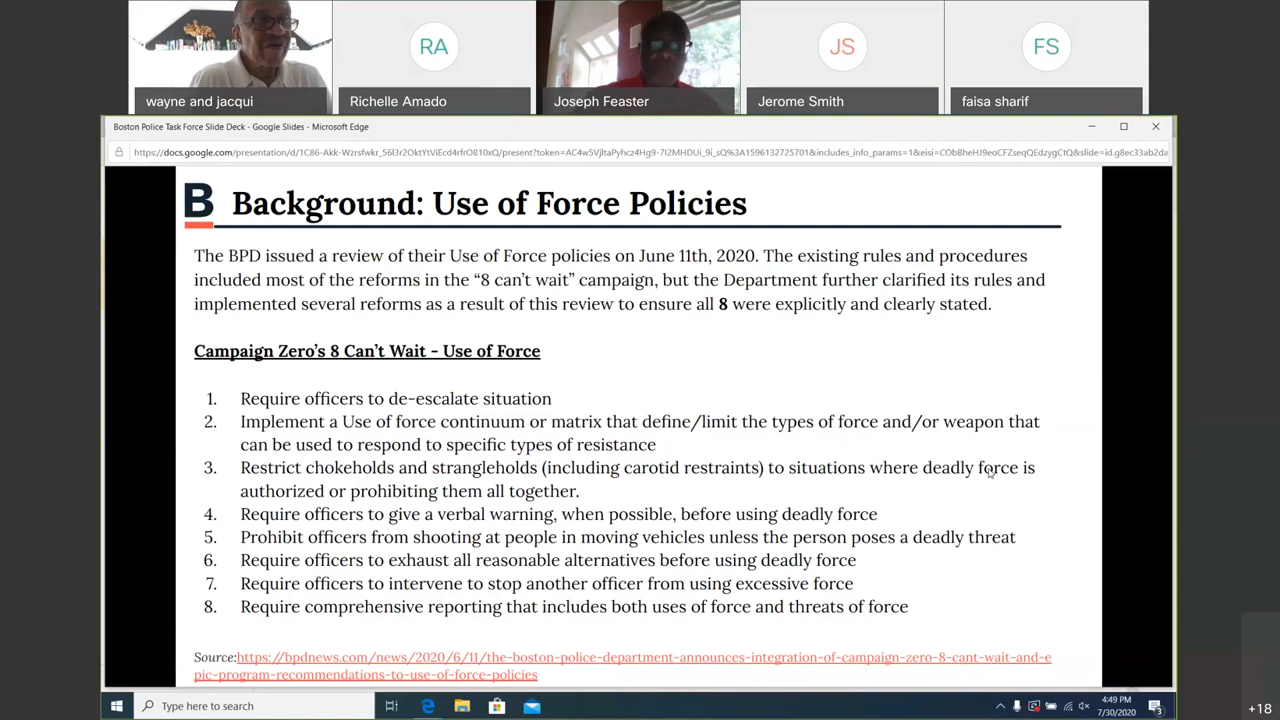 RA
JS
FS
wayne and jacqui
Richelle Amado
Joseph Feaster
Jerome Smith
faisa sharif
Boston Police Task Force Slide Deck - Google Slides - Microsoft Edge
B Background: Use of Force Policies
The BPD issued a review of their Use of Force policies on June 11th, 2020. The existing rules and procedures
included most of the reforms in the “8 can’t wait” campaign, but the Department further clarified its rules and
implemented several reforms as a result of this review to ensure all 8 were explicitly and clearly stated.
Campaign Zero’s 8 Can’t Wait - Use of Force
1. Require officers to de-escalate situation
2. Implement a Use of force continuum or matrix that define/limit the types of force and/or weapon that
can be used to respond to specific types of resistance
3. Restrict chokeholds and strangleholds (including carotid restraints) to situations where deadly force is
authorized or prohibiting them all together.
4. Require officers to give a verbal warning, when possible, before using deadly force
5. Prohibit officers from shooting at people in moving vehicles unless the person poses a deadly threat
6. Require officers to exhaust all reasonable alternatives before using deadly force
7. Require officers to intervene to stop another officer from using excessive force
8. Require comprehensive reporting that includes both uses of force and threats of force
Source:https://bpdnews.com/news/2020/6/11/the-boston-police-department-announces-integration-of-campaign-zero-8-cant-wait-and-e
pic-program-recommendations-to-use-of-force-policies
Type here to search
4:49 PM
7/30/2020
3
+18